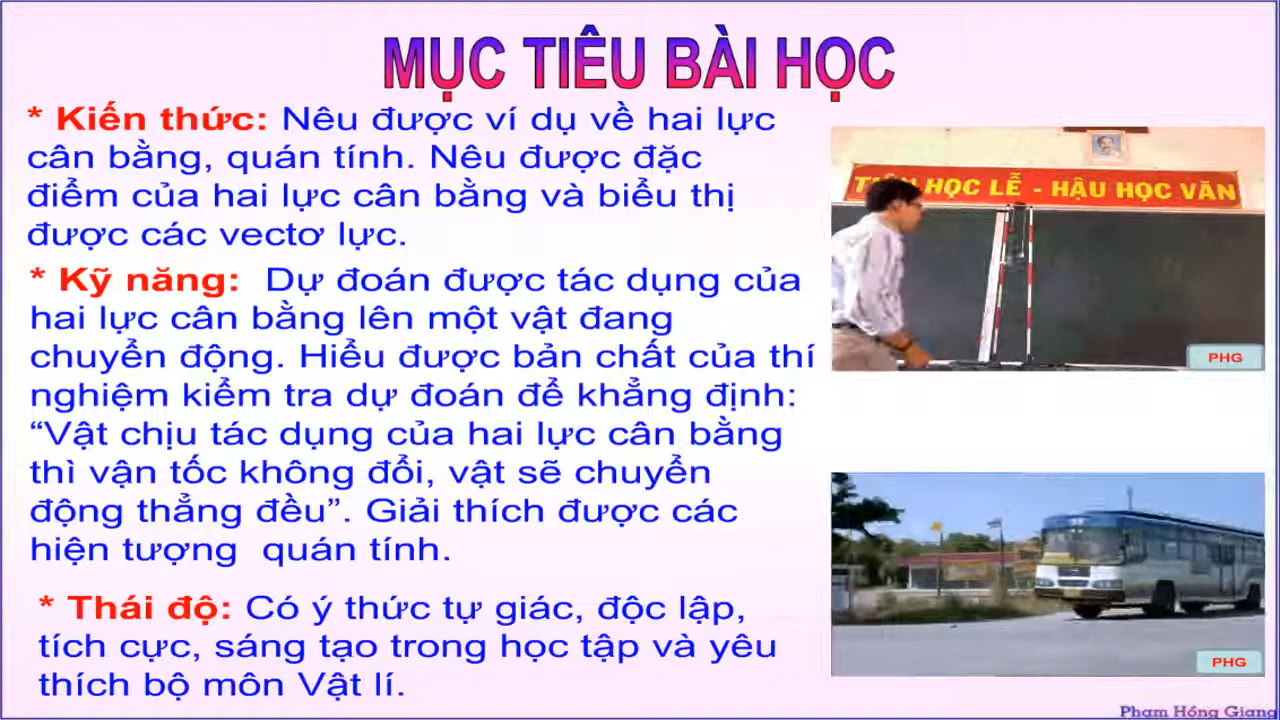 MỤC TIÊU BÀI HỌC
* Kiến thức: Nêu được ví dụ về hai lực
cân bằng, quán tính. Nêu được đặc
điểm của hai lực cân bằng và biểu thị
được các vectơ lực.
* Kỹ năng: Dự đoán được tác dụng của
hai lực cân bằng lên một vật đang
chuyển động. Hiểu được bản chất của thí
nghiệm kiểm tra dự đoán để khẳng định:
“Vật chịu tác dụng của hai lực cân bằng
thì vận tốc không đổi, vật sẽ chuyển
động thẳng đều”. Giải thích được các
hiện tượng quán tính.
* Thái độ: Có ý thức tự giác, độc lập,
tích cực, sáng tạo trong học tập và yêu
thích bộ môn Vật lí.
TIÊN HỌC LỄ - HẬU HỌC VĂN
PHG
PHG
Phạm Hồng Giang